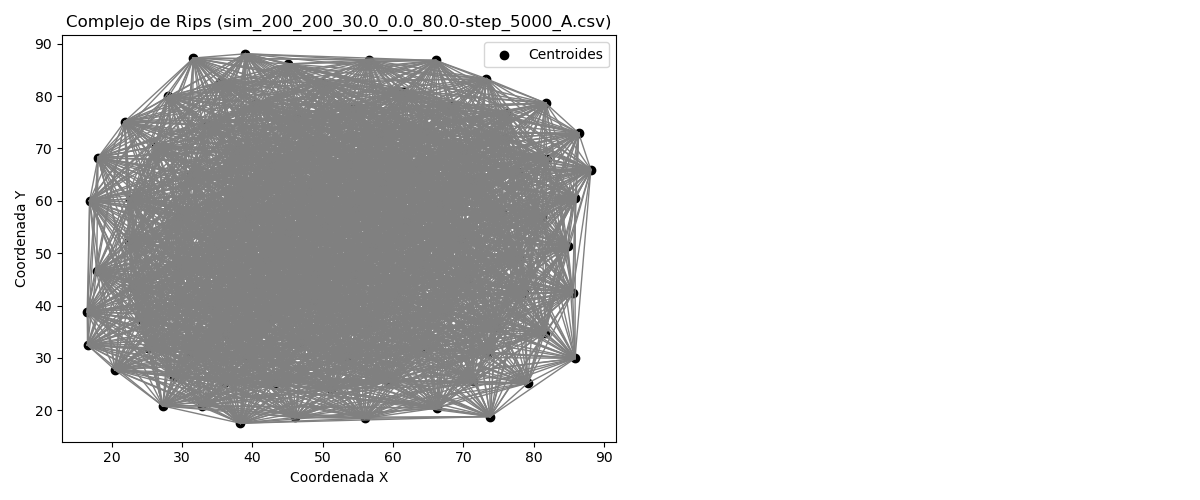 Complejo de Rips (sim_200_200_30.0_0.0_80.0-step_5000_A.csv)
Centroides
90
80
70
60
50
40
30
20
Coordenada Y
20 30 40 50 60 70 80 90
Coordenada X